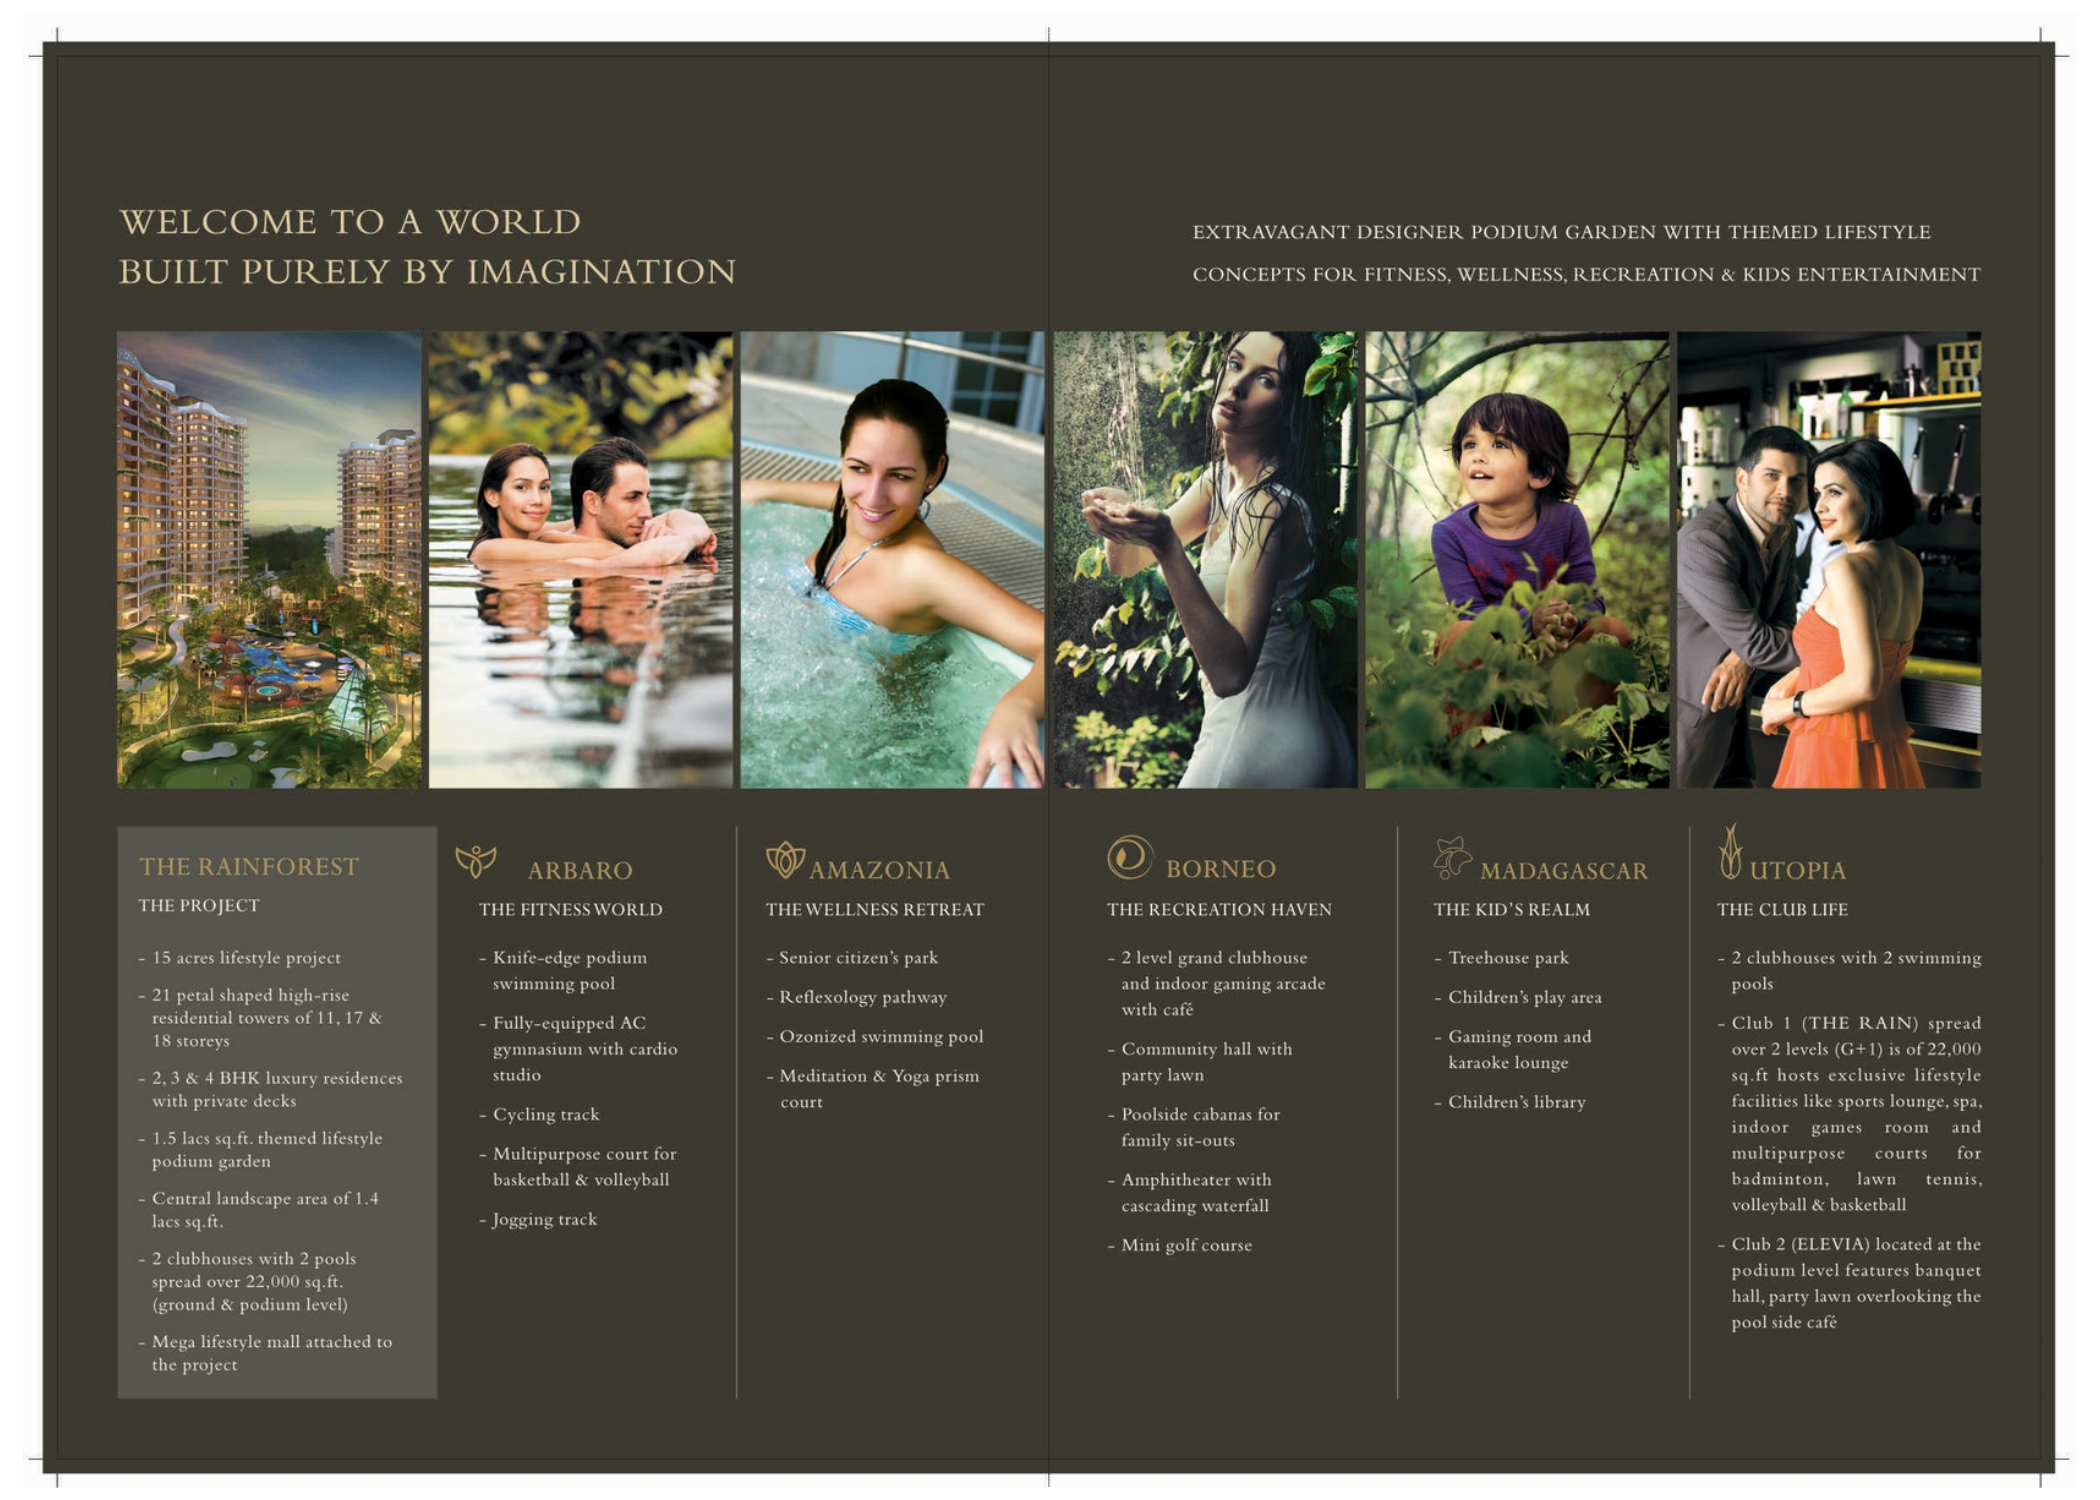 WELCOME TO A WORLD
BUILT PURELY BY IMAGINATION
EXTRAVAGANT DESIGNER PODIUM GARDEN WITH THEMED LIFESTYLE
CONCEPTS FOR FITNESS, WELLNESS, RECREATION & KIDS ENTERTAINMENT
THE RAINFOREST
THE PROJECT
- 15 acres lifestyle project
- 21 petal shaped high-rise
residential towers of 11, 17 &
18 storeys
- 2, 3 & 4 BHK luxury residences
with private decks
- 1.5 lacs sq.ft. themed lifestyle
podium garden
- Central landscape area of 1.4
lacs sq.ft.
- 2 clubhouses with 2 pools
spread over 22,000 sq.ft.
(ground & podium level)
- Mega lifestyle mall attached to
the project
ARBARO
THE FITNESS WORLD
- Knife-edge podium
swimming pool
- Fully-equipped AC
gymnasium with cardio
studio
- Cycling track
- Multipurpose court for
basketball & volleyball
- Jogging track
AMAZONIA
THE WELLNESS RETREAT
- Senior citizen's park
- Reflexology pathway
- Ozonized swimming pool
- Meditation & Yoga prism
court
BORNEO
THE RECREATION HAVEN
- 2 level grand clubhouse
and indoor gaming arcade
with café
- Community hall with
party lawn
- Poolside cabanas for
family sit-outs
- Amphitheater with
cascading waterfall
- Mini golf course
MADAGASCAR
THE KID'S REALM
- Treehouse park
- Children's play area
- Gaming room and
karaoke lounge
- Children's library
UTOPIA
THE CLUB LIFE
- 2 clubhouses with 2 swimming
pools
- Club 1 (THE RAIN) spread
over 2 levels (G+1) is of 22,000
sq.ft hosts exclusive lifestyle
facilities like sports lounge, spa,
indoor games room and
multipurpose courts for
badminton, lawn tennis,
volleyball & basketball
- Club 2 (ELEVIA) located at the
podium level features banquet
hall, party lawn overlooking the
pool side café